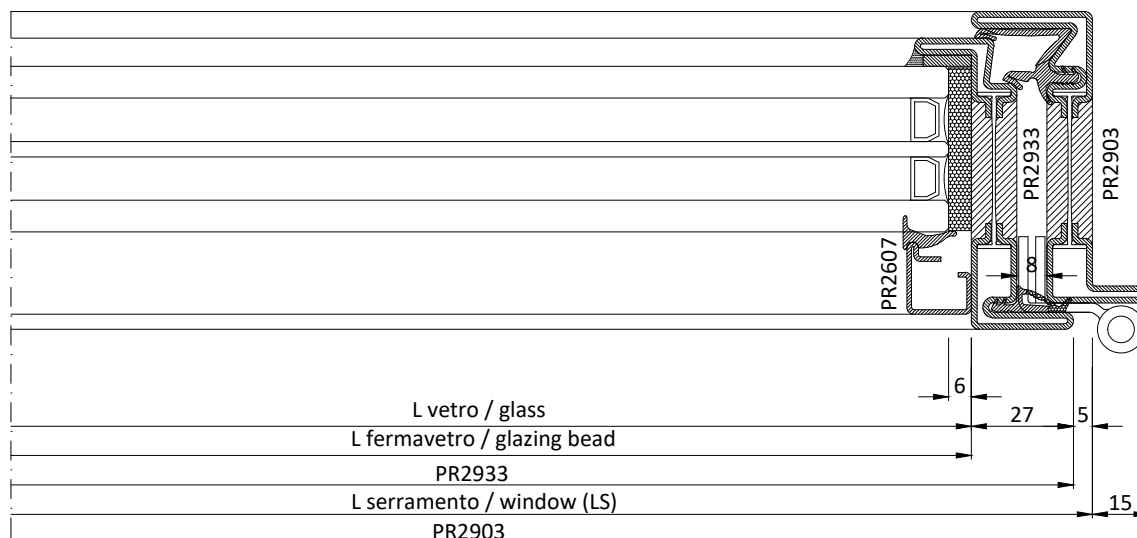 PR2933
PR2903
PR2607
8
6
L vetro / glass
27
5
L fermavetro / glazing bead
PR2933
L serramento / window (LS)
15
PR2903